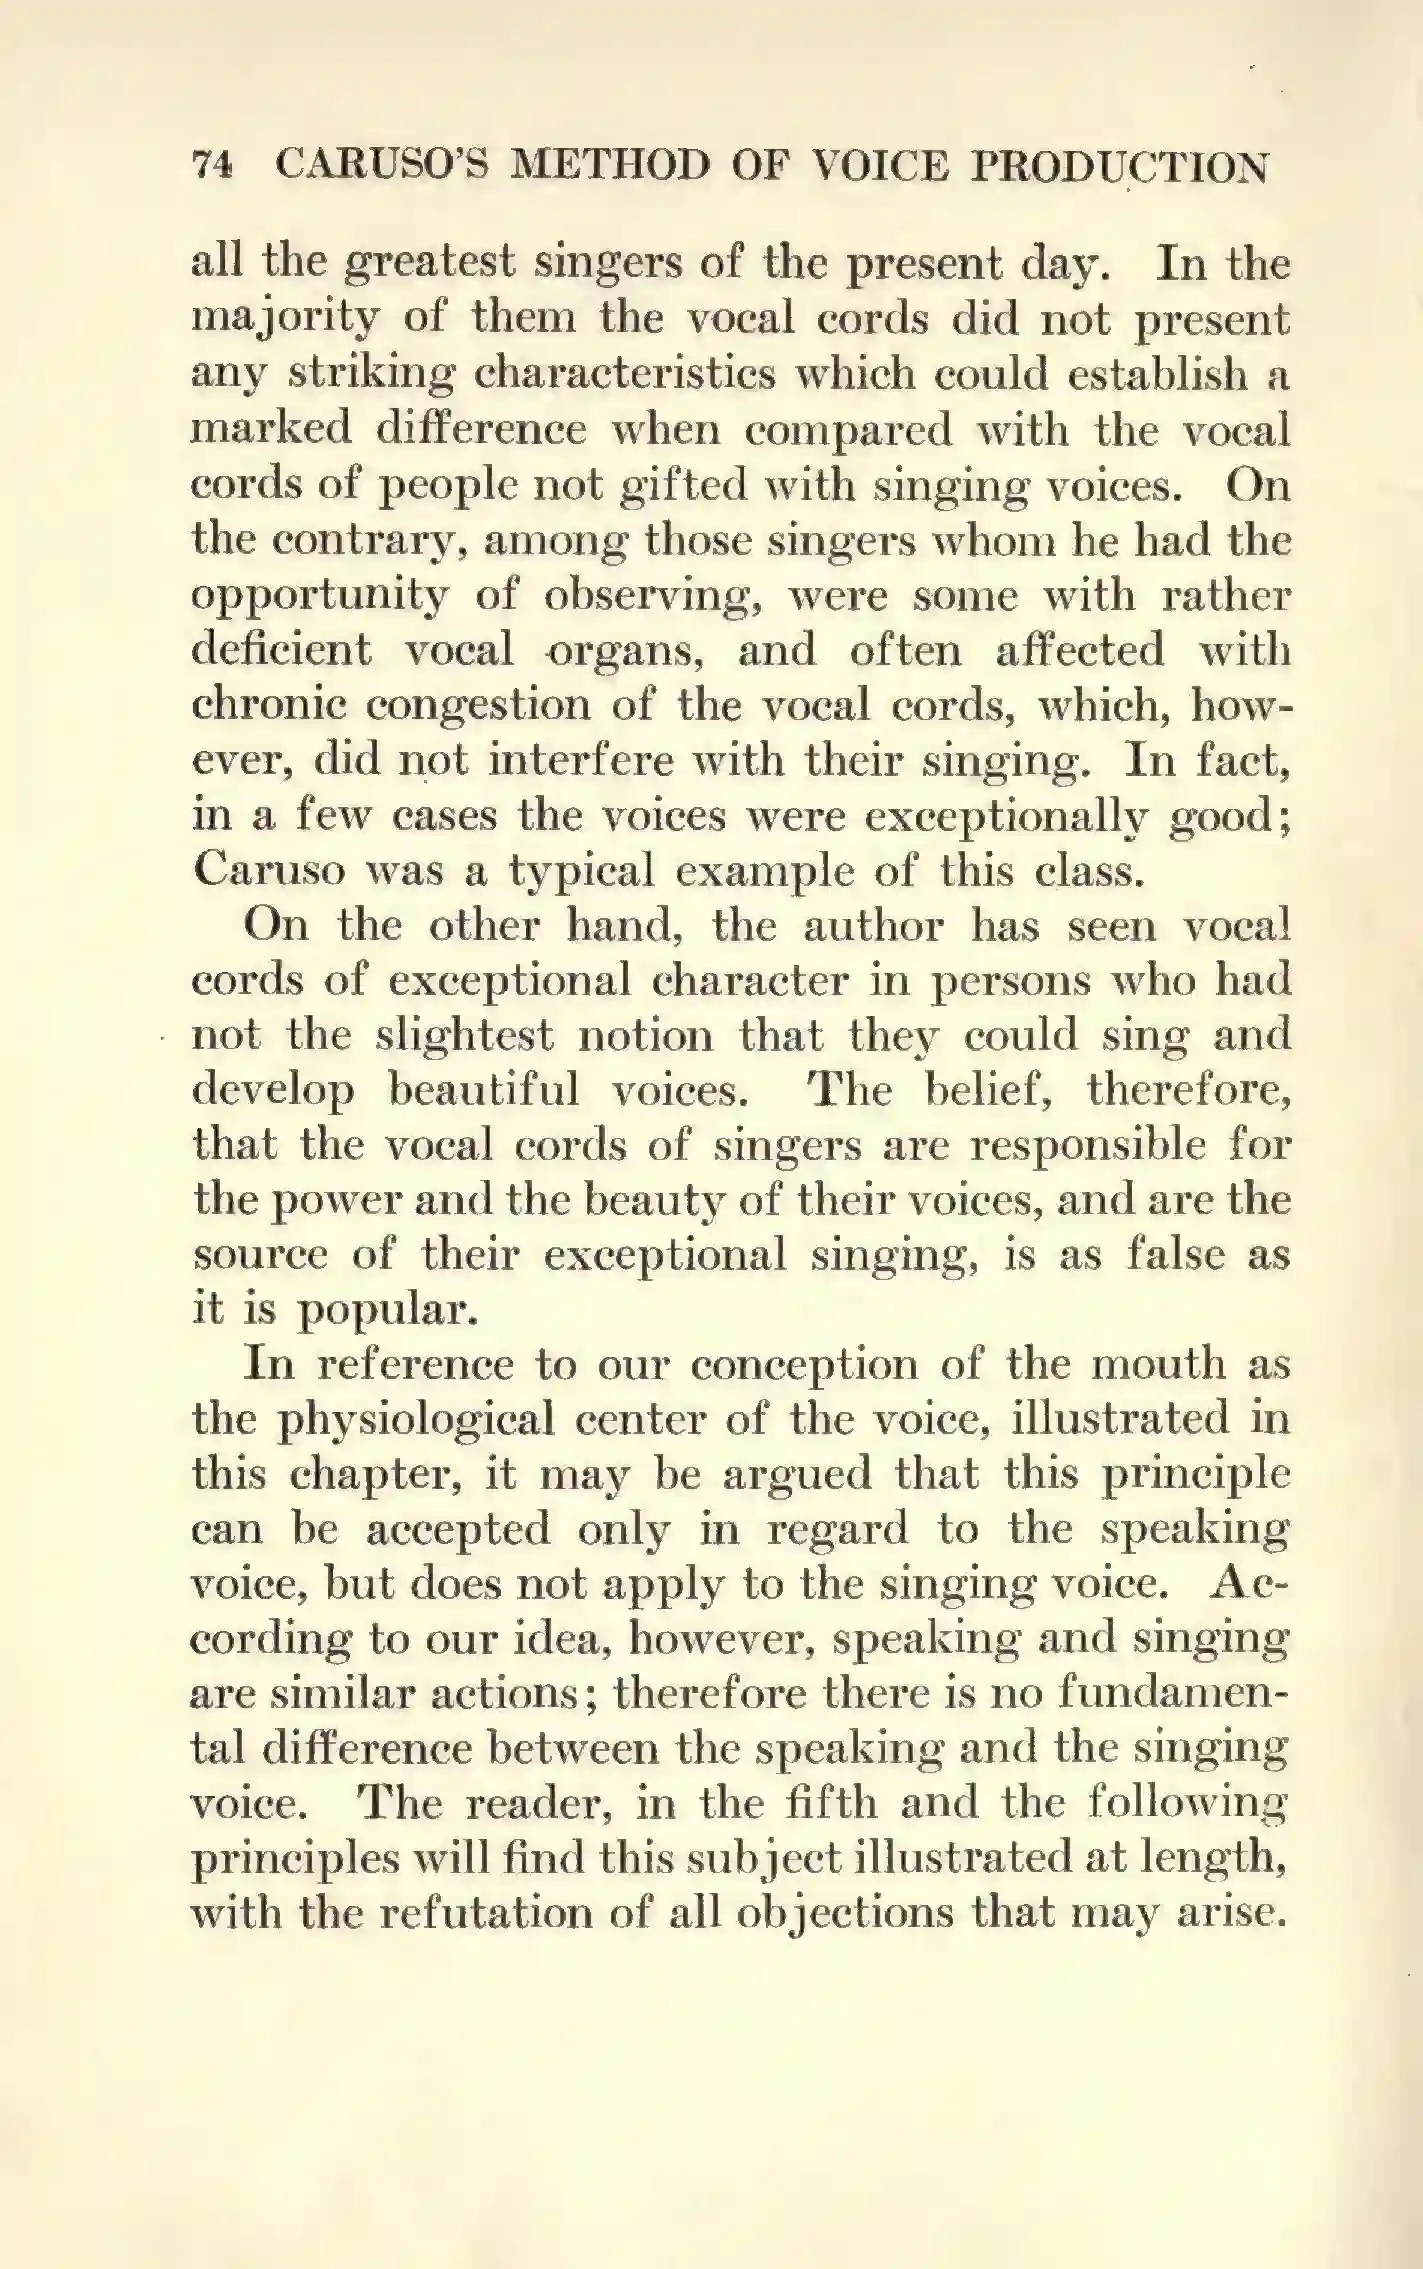 74 CARUSO'S METHOD OF VOICE PRODUCTION
all the greatest singers of the present day. In the
majority of them the vocal cords did not present
any striking characteristics which could establish a
marked difference when compared with the vocal
cords of people not gifted with singing voices. On
the contrary, among those singers whom he had the
opportunity of observing, were some with rather
deficient vocal organs, and often affected with
chronic congestion of the vocal cords, which, how-
ever, did not interfere with their singing. In fact,
in a few cases the voices were exceptionally good;
Caruso was a typical example of this class.
On the other hand, the author has seen vocal
cords of exceptional character in persons who had
not the slightest notion that they could sing and
develop beautiful voices. The belief, therefore,
that the vocal cords of singers are responsible for
the power and the beauty of their voices, and are the
source of their exceptional singing, is as false as
it is popular.
In reference to our conception of the mouth as
the physiological center of the voice, illustrated in
this chapter, it may be argued that this principle
can be accepted only in regard to the speaking
voice, but does not apply to the singing voice. Ac-
cording to our idea, however, speaking and singing
are similar actions; therefore there is no fundamen-
tal difference between the speaking and the singing
voice. The reader, in the fifth and the following
principles will find this subject illustrated at length,
with the refutation of all objections that may arise.